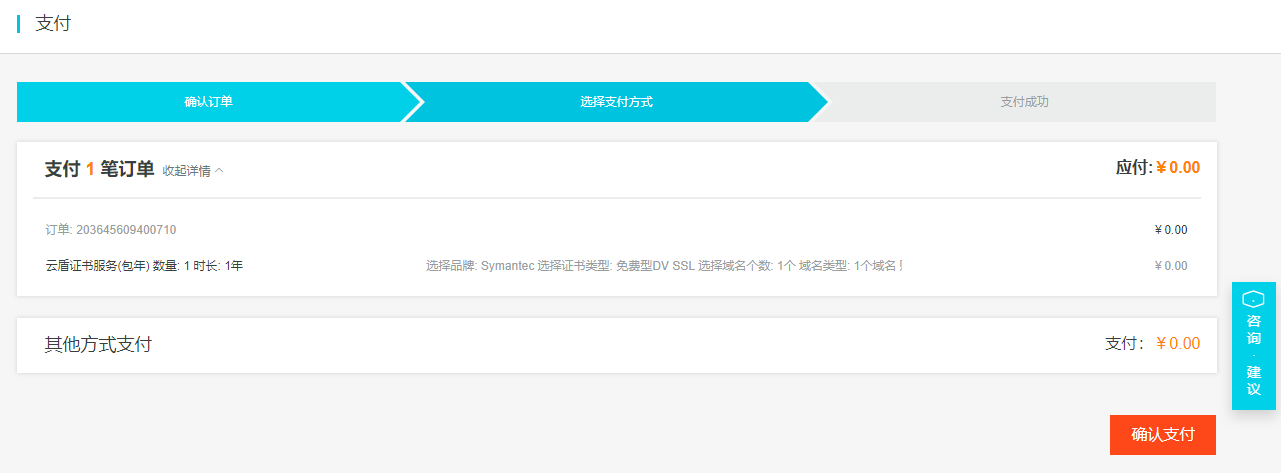 支付
确认订单 选择支付方式 支付成功
支付 1 笔订单 收起详情 应付: ¥0.00
订单: 203645609400710 ¥0.00
云盾证书服务(包年) 数量: 1 时长: 1年 选择品牌: Symantec 选择证书类型: 免费型DV SSL 选择域名个数: 1个 域名类型: 1个域名 ¥0.00
其他方式支付 支付: ¥0.00
咨询·建议
确认支付